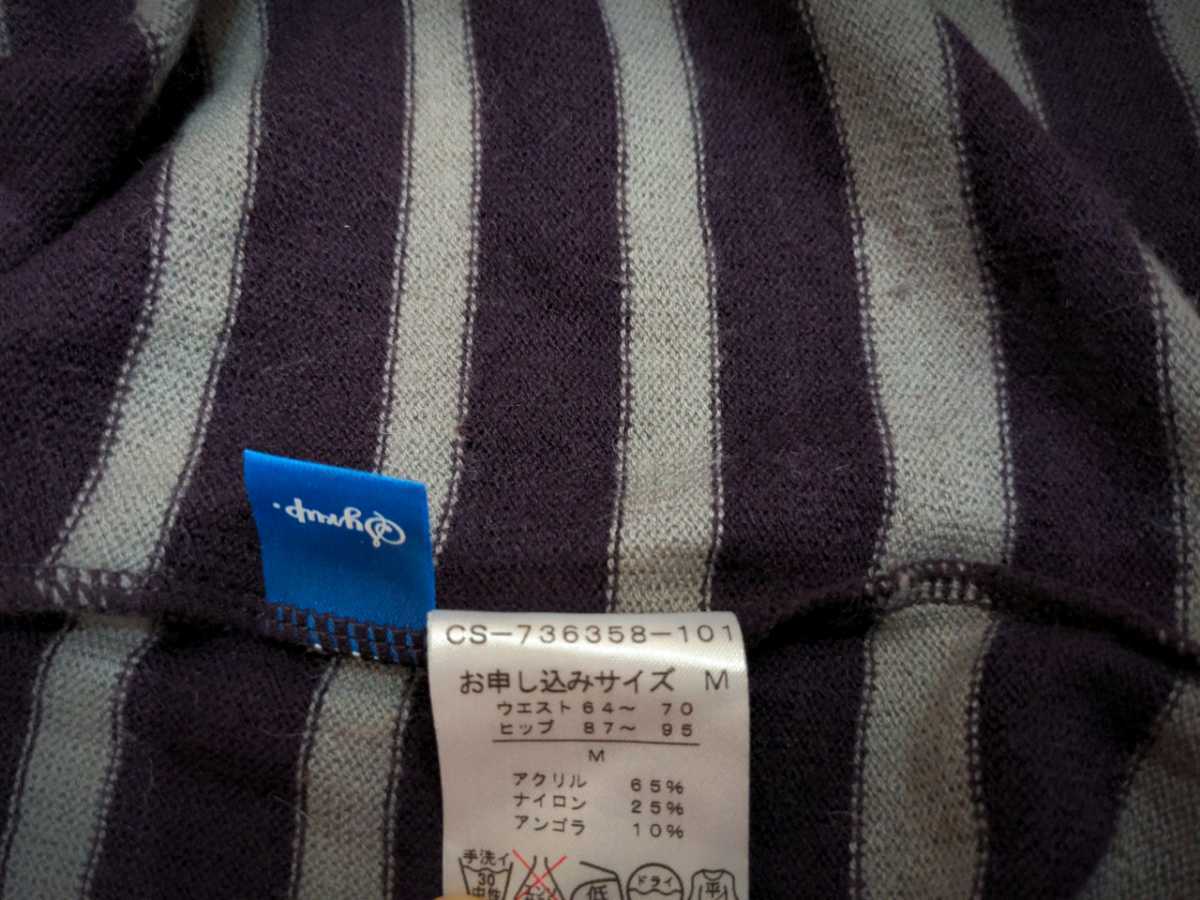 Syrup.
CS-736358-101
お申し込みサイズ M
ウエスト 64〜 70
ヒップ 87〜 95
M
アクリル 65%
ナイロン 25%
アンゴラ 10%
手洗イ
30
中性
低
ドライ
平